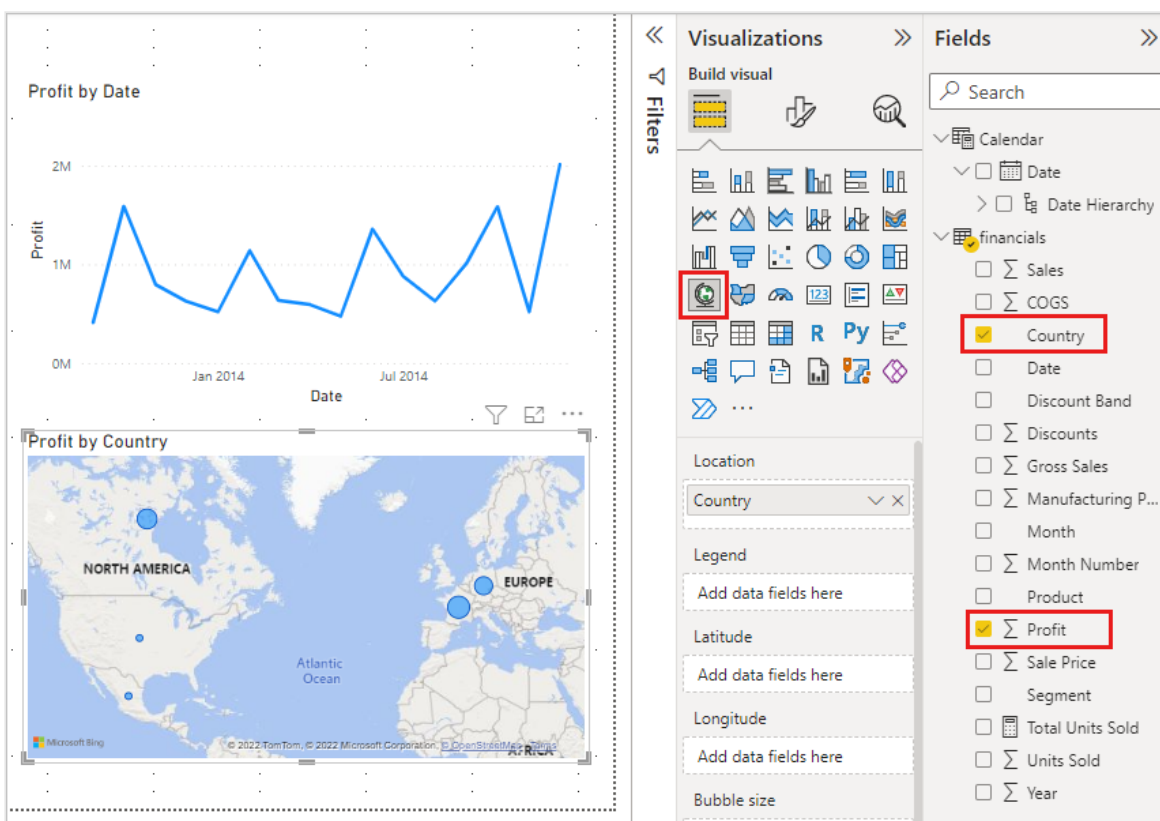 Profit by Date
2M
1M
0M
Profit
Jan 2014
Jul 2014
Date
Profit by Country
NORTH AMERICA
EUROPE
Atlantic
Ocean
AFRICA
Microsoft Bing
© 2022 TomTom, © 2022 Microsoft Corporation, © OpenStreetMap Terms
Filters
Visualizations
Build visual
123
R
Py
Location
Country
Legend
Add data fields here
Latitude
Add data fields here
Longitude
Add data fields here
Bubble size
Fields
Search
Calendar
Date
Date Hierarchy
financials
Sales
COGS
Country
Date
Discount Band
Discounts
Gross Sales
Manufacturing P...
Month
Month Number
Product
Profit
Sale Price
Segment
Total Units Sold
Units Sold
Year